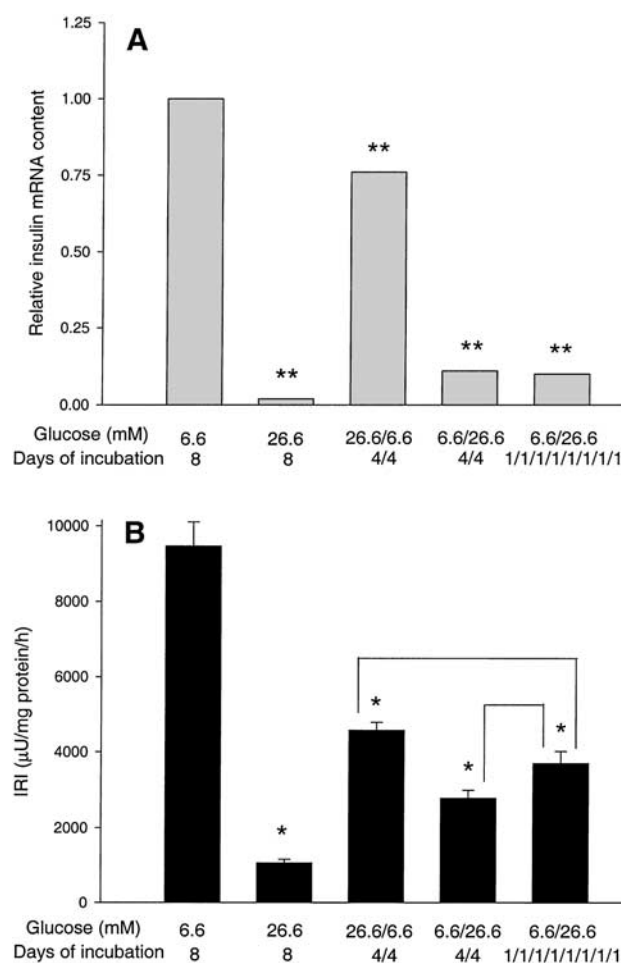 A
Relative insulin mRNA content
1.25
1.00
0.75
0.50
0.25
0.00
**
**
**
**
Glucose (mM) 6.6 26.6 26.6/6.6 6.6/26.6 6.6/26.6
Days of incubation 8 8 4/4 4/4 1/1/1/1/1/1/1/1
B
IRI (µU/mg protein/h)
10000
8000
6000
4000
2000
0
*
*
*
*
Glucose (mM) 6.6 26.6 26.6/6.6 6.6/26.6 6.6/26.6
Days of incubation 8 8 4/4 4/4 1/1/1/1/1/1/1/1